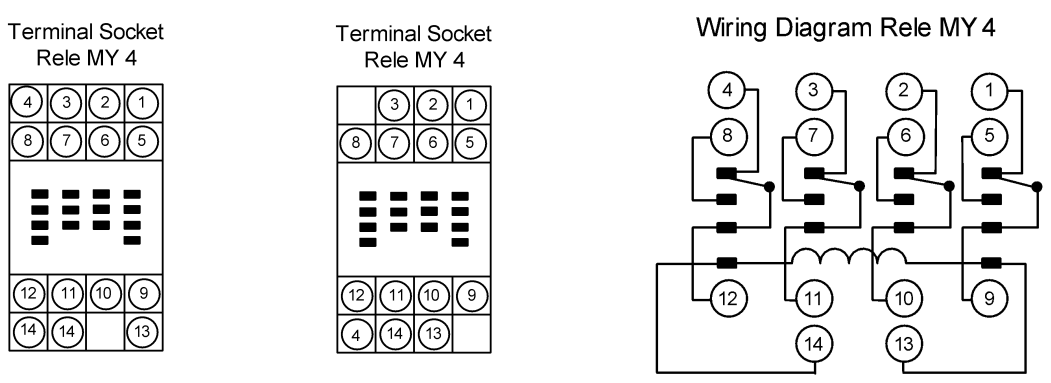 Terminal Socket
Rele MY 4
4 3 2 1
8 7 6 5
12 11 10 9
14 14 13
Terminal Socket
Rele MY 4
3 2 1
8 7 6 5
12 11 10 9
4 14 13
Wiring Diagram Rele MY 4
4 3 2 1
8 7 6 5
12 11 10 9
14 13